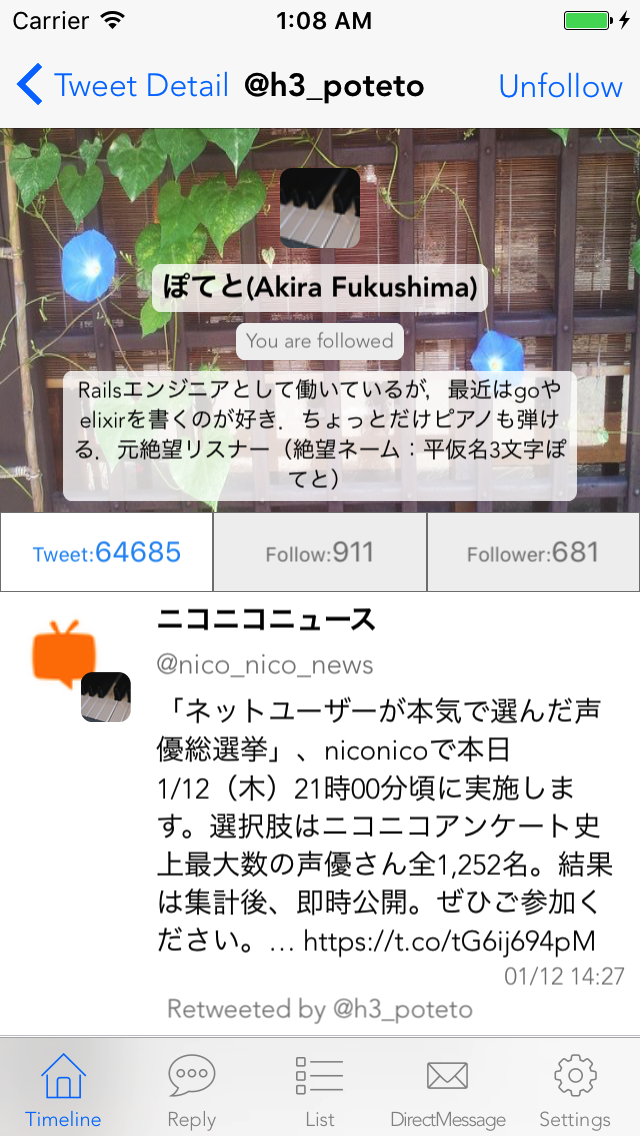 Carrier 1:08 AM
Tweet Detail @h3_poteto Unfollow
ぽてと(Akira Fukushima)
You are followed
Railsエンジニアとして働いているが，最近はgoや
elixirを書くのが好き．ちょっとだけピアノも弾け
る．元絶望リスナー（絶望ネーム：平仮名3文字ぽ
てと）
Tweet:64685 Follow:911 Follower:681
ニコニコニュース
@nico_nico_news
「ネットユーザーが本気で選んだ声
優総選挙」、niconicoで本日
1/12（木）21時00分頃に実施しま
す。選択肢はニコニコアンケート史
上最大数の声優さん全1,252名。結果
は集計後、即時公開。ぜひご参加く
ださい。… https://t.co/tG6ij694pM
01/12 14:27
Retweeted by @h3_poteto
Timeline Reply List DirectMessage Settings